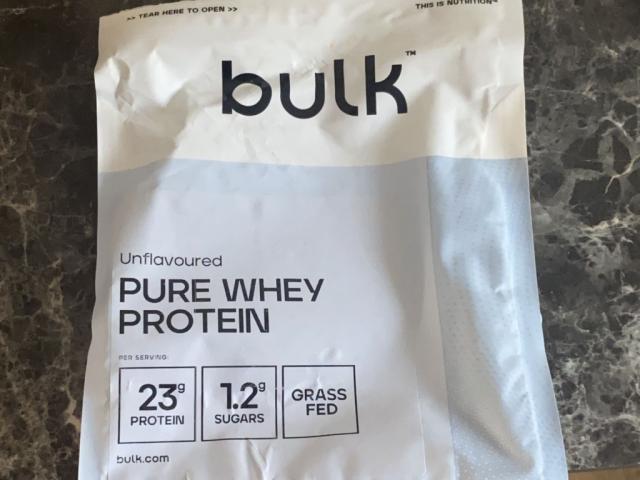 >> TEAR HERE TO OPEN >>
THIS IS NUTRITION™
bulk™
Unflavoured
PURE WHEY
PROTEIN
PER SERVING:
23g
PROTEIN
1.2g
SUGARS
GRASS
FED
bulk.com